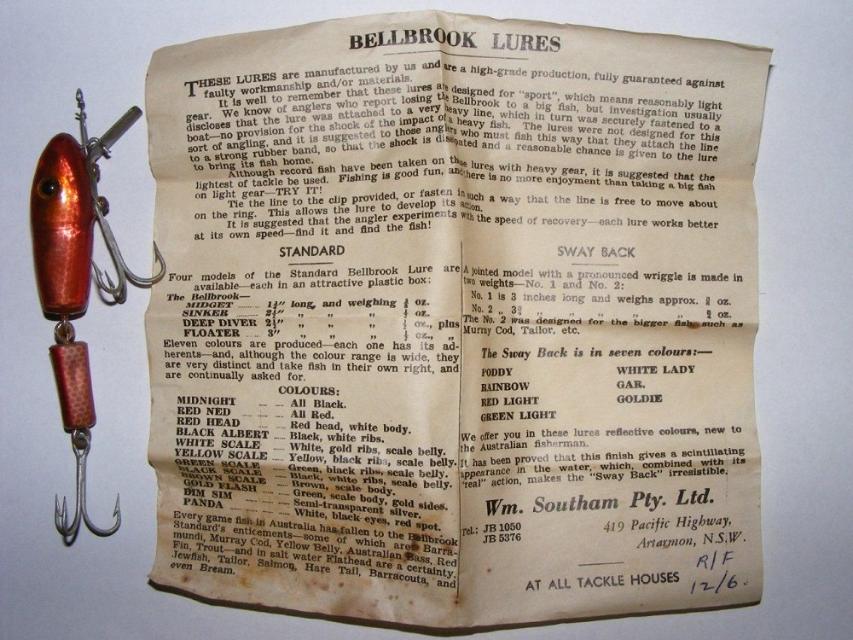 BELLBROOK LURES
THESE LURES are manufactured by us and are a high-grade production, fully guaranteed against
faulty workmanship and/or materials.
It is well to remember that these lures are designed for "sport", which means reasonably light
gear. We know of anglers who report losing the Bellbrook to a big fish, but investigation usually
discloses that the lure was attached to a very heavy line, which in turn was securely fastened to a
boat—no provision for the shock of the impact of a heavy fish. The lures were not designed for this
sort of angling, and it is suggested to those anglers who must fish this way that they attach the line
to a strong rubber band, so that the shock is dissipated and a reasonable chance is given to the lure
to bring its fish home.
Although record fish have been taken on these lures with heavy gear, it is suggested that the
lightest of tackle be used. Fishing is good fun, and there is no more enjoyment than taking a big fish
on light gear—TRY IT!
Tie the line to the clip provided, or fasten in such a way that the line is free to move about
on the ring. This allows the lure to develop its action.
It is suggested that the angler experiments with the speed of recovery—each lure works better
at its own speed—find it and find the fish!
STANDARD
Four models of the Standard Bellbrook Lure are
available—each in an attractive plastic box:
The Bellbrook—
MIDGET 1½" long, and weighing oz.
SINKER " " " oz.
DEEP DIVER 2½" " " oz., plus
FLOATER 3" " " oz.
Eleven colours are produced—each one has its ad-
herents—and, although the colour range is wide, they
are very distinct and take fish in their own right, and
are continually asked for.
COLOURS:
MIDNIGHT — All Black.
RED NED — All Red.
RED HEAD — Red head, white body.
BLACK ALBERT — Black, white ribs.
WHITE SCALE — White, gold ribs, scale belly.
YELLOW SCALE — Yellow, black ribs, scale belly.
GREEN SCALE — Green, black ribs, scale belly.
BLACK SCALE — Black, white ribs, scale belly.
BROWN SCALE — Brown, scale body.
GOLD FLASH — Green, scale body, gold sides.
DIM SIM — Semi-transparent silver.
PANDA — White, black eyes, red spot.
Every game fish in Australia has fallen to the Bellbrook
Standard's enticements—some of which are Barra-
mundi, Murray Cod, Yellow Belly, Australian Bass, Red
Fin, Trout—and in salt water Flathead are a certainty,
Jewfish, Tailor, Salmon, Hare Tail, Barracouta, and
even Bream.
SWAY BACK
A jointed model with a pronounced wriggle is made in
two weights—No. 1 and No. 2:
No. 1 is 3 inches long and weighs approx. oz.
No. 2 " " " " " oz.
The No. 2 was designed for the bigger fish, such as
Murny Cod, Tailor, etc.
The Sway Back is in seven colours:—
PODDY WHITE LADY
RAINBOW GAR.
RED LIGHT GOLDIE
GREEN LIGHT
We offer you in these lures reflective colours, new to
the Australian fisherman.
It has been proved that this finish gives a scintillating
appearance in the water, which, combined with its
"real" action, makes the "Sway Back" irresistible.
Wm. Southam Pty. Ltd.
Tel.: JB 1050
JB 5376
419 Pacific Highway,
Artarmon, N.S.W.
AT ALL TACKLE HOUSES
R/F
12/6.